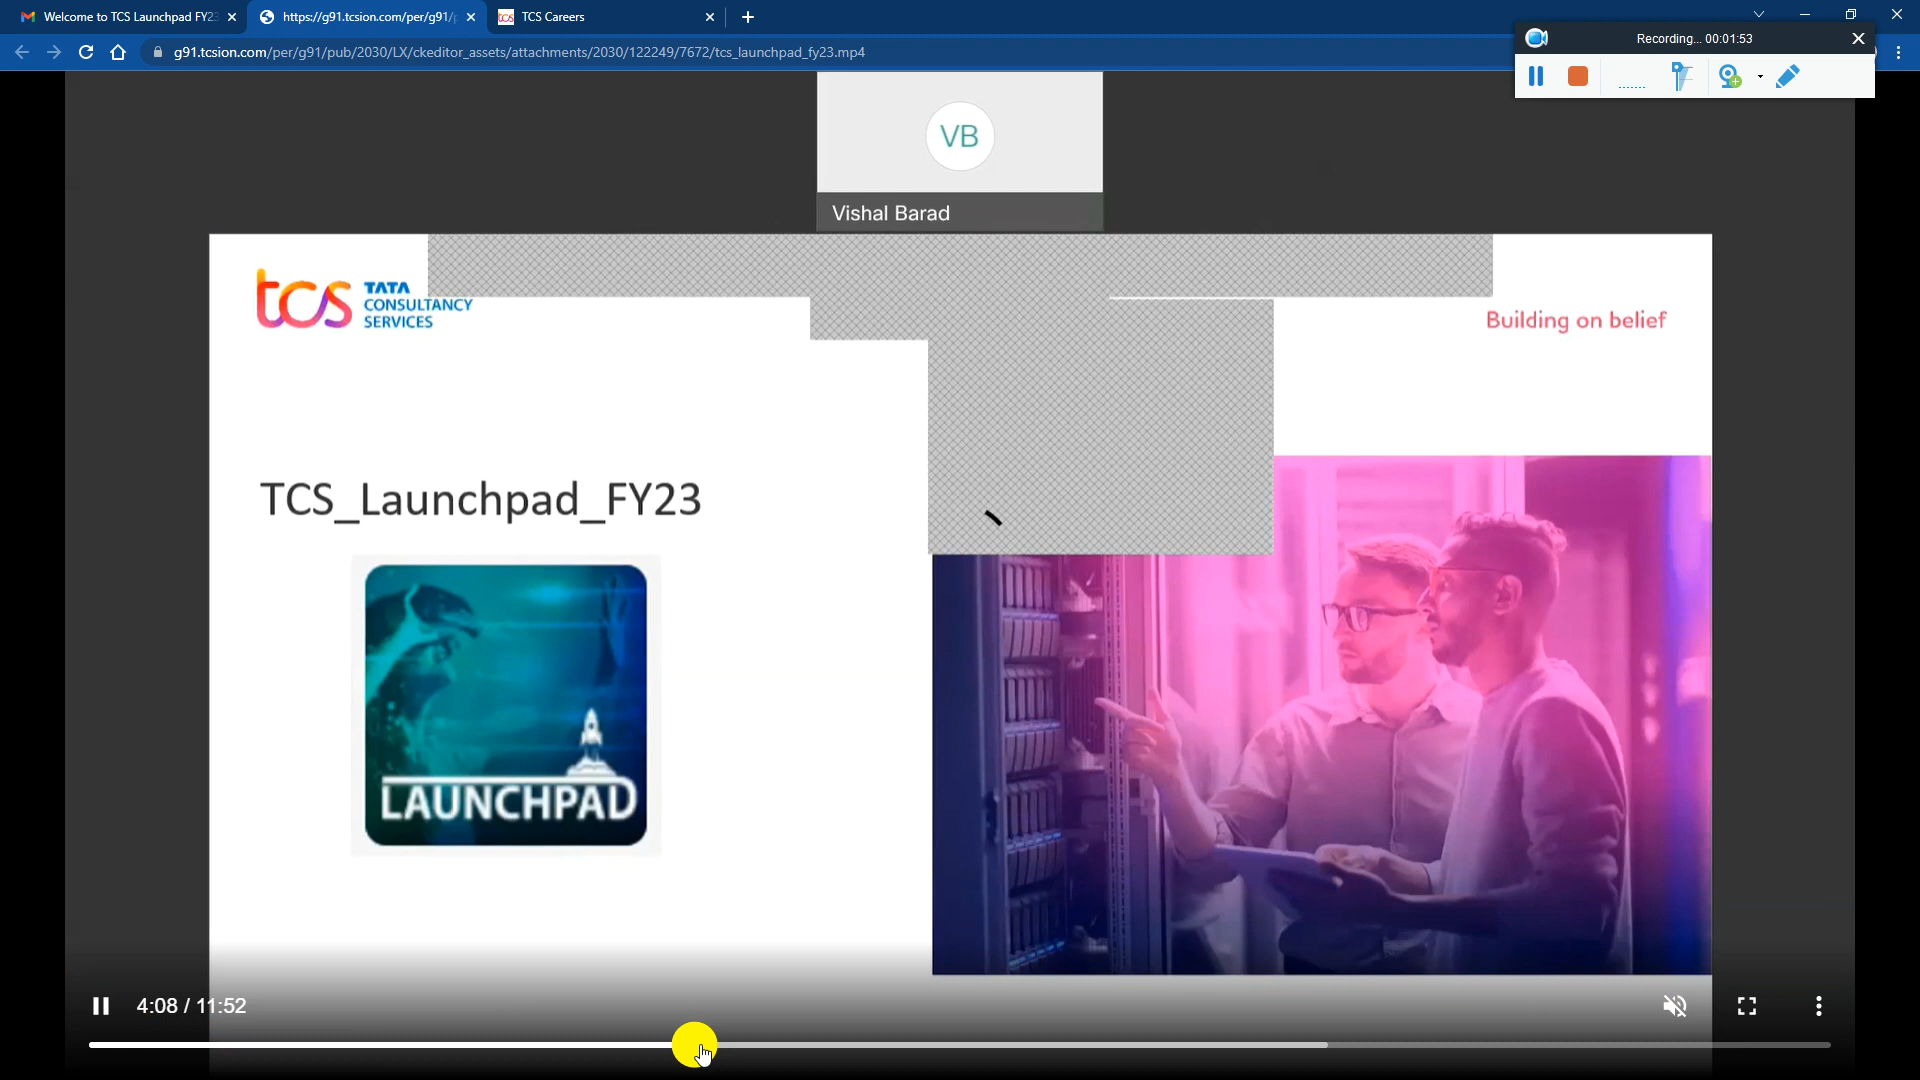 Welcome to TCS Launchpad FY23
https://g91.tcsion.com/per/g91/p
tcs TCS Careers
g91.tcsion.com/per/g91/pub/2030/LX/ckeditor_assets/attachments/2030/122249/7672/tcs_launchpad_fy23.mp4
Recording... 00:01:53
VB
Vishal Barad
tcs TATA
CONSULTANCY
SERVICES
Building on belief
TCS_Launchpad_FY23
LAUNCHPAD
4:08 / 11:52